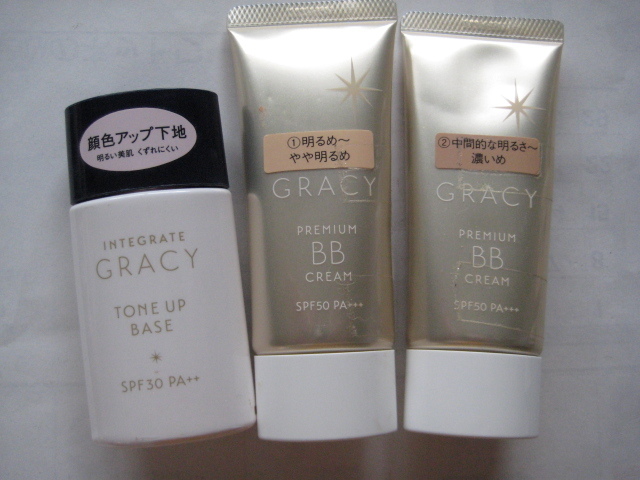 顔色アップ下地
明るい美肌 くずれにくい
INTEGRATE
GRACY
TONE UP
BASE
SPF30 PA++
①明るめ〜
やや明るめ
GRACY
PREMIUM
BB
CREAM
SPF50 PA+++
②中間的な明るさ〜
濃いめ
GRACY
PREMIUM
BB
CREAM
SPF50 PA+++